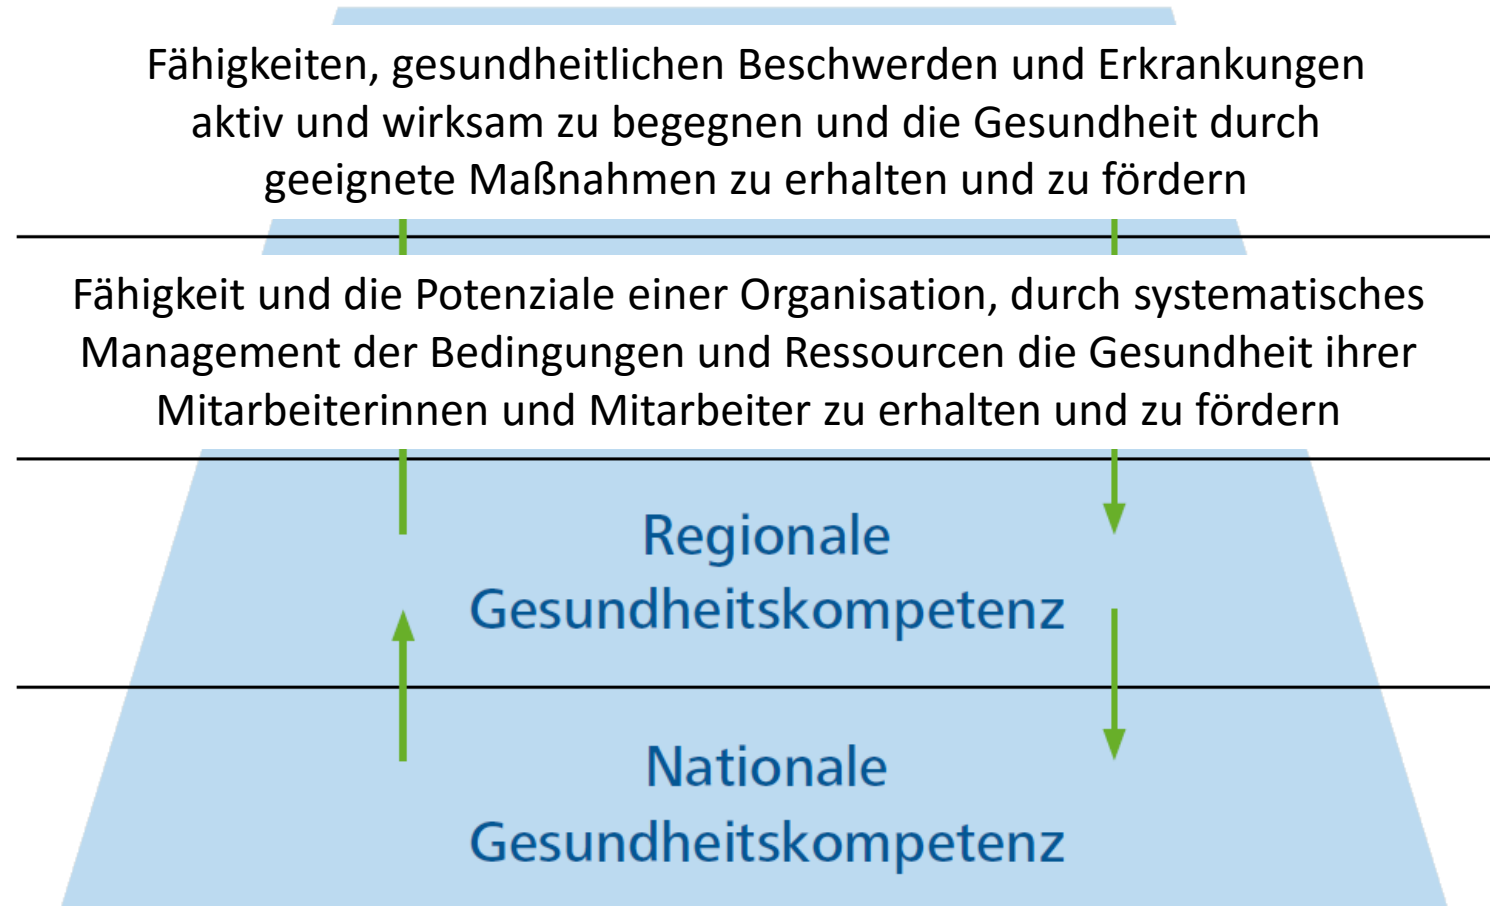 Fähigkeiten, gesundheitlichen Beschwerden und Erkrankungen
aktiv und wirksam zu begegnen und die Gesundheit durch
geeignete Maßnahmen zu erhalten und zu fördern
Fähigkeit und die Potenziale einer Organisation, durch systematisches
Management der Bedingungen und Ressourcen die Gesundheit ihrer
Mitarbeiterinnen und Mitarbeiter zu erhalten und zu fördern
Regionale
Gesundheitskompetenz
Nationale
Gesundheitskompetenz